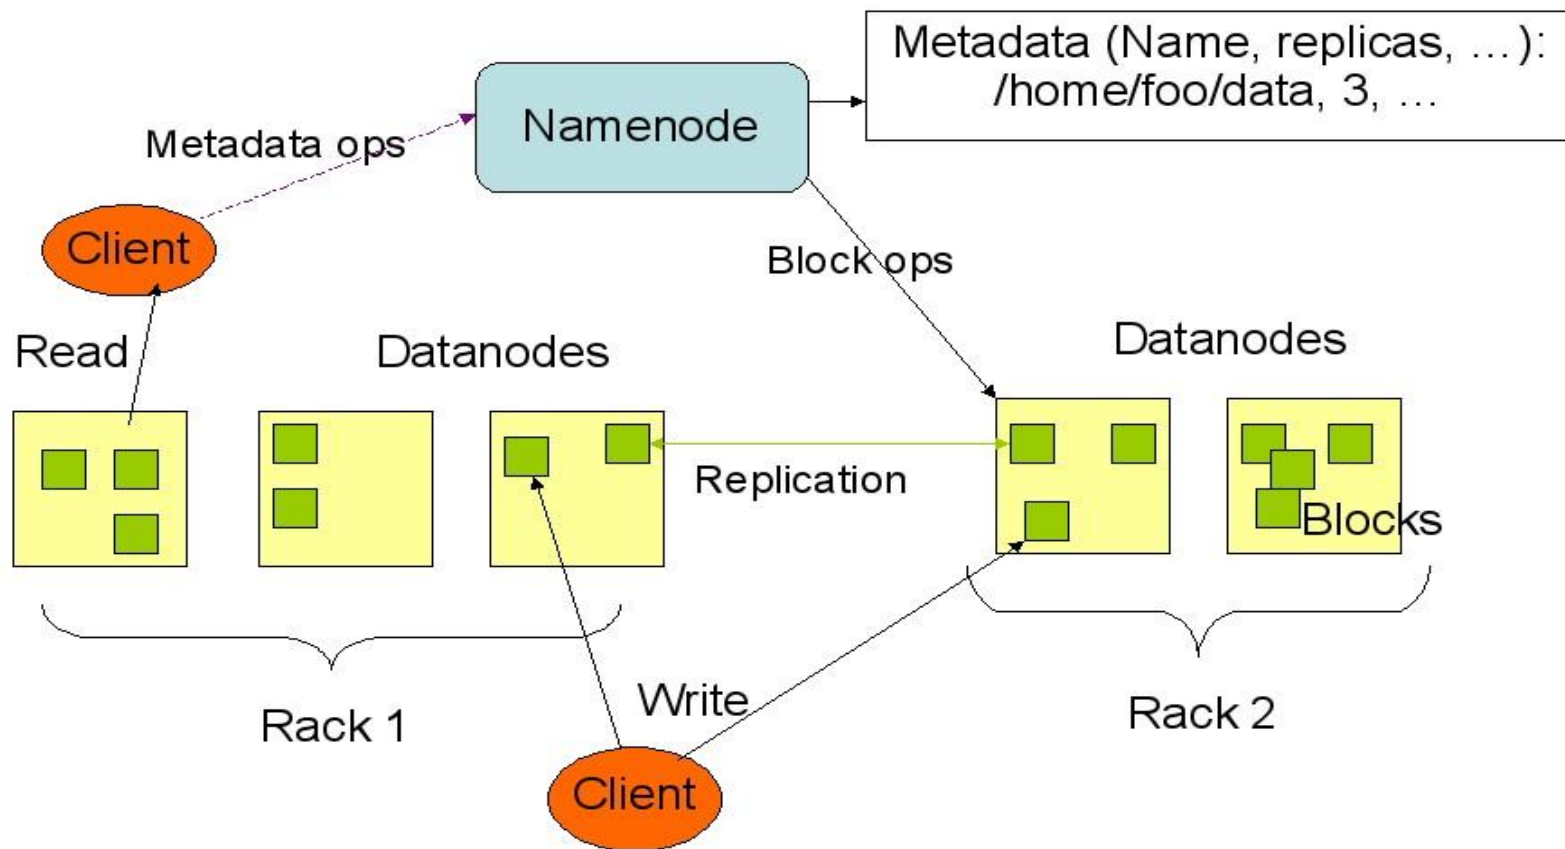 Metadata (Name, replicas, …):
/home/foo/data, 3, …
Namenode
Metadata ops
Client
Block ops
Read
Datanodes
Datanodes
Replication
Blocks
Rack 1
Write
Rack 2
Client